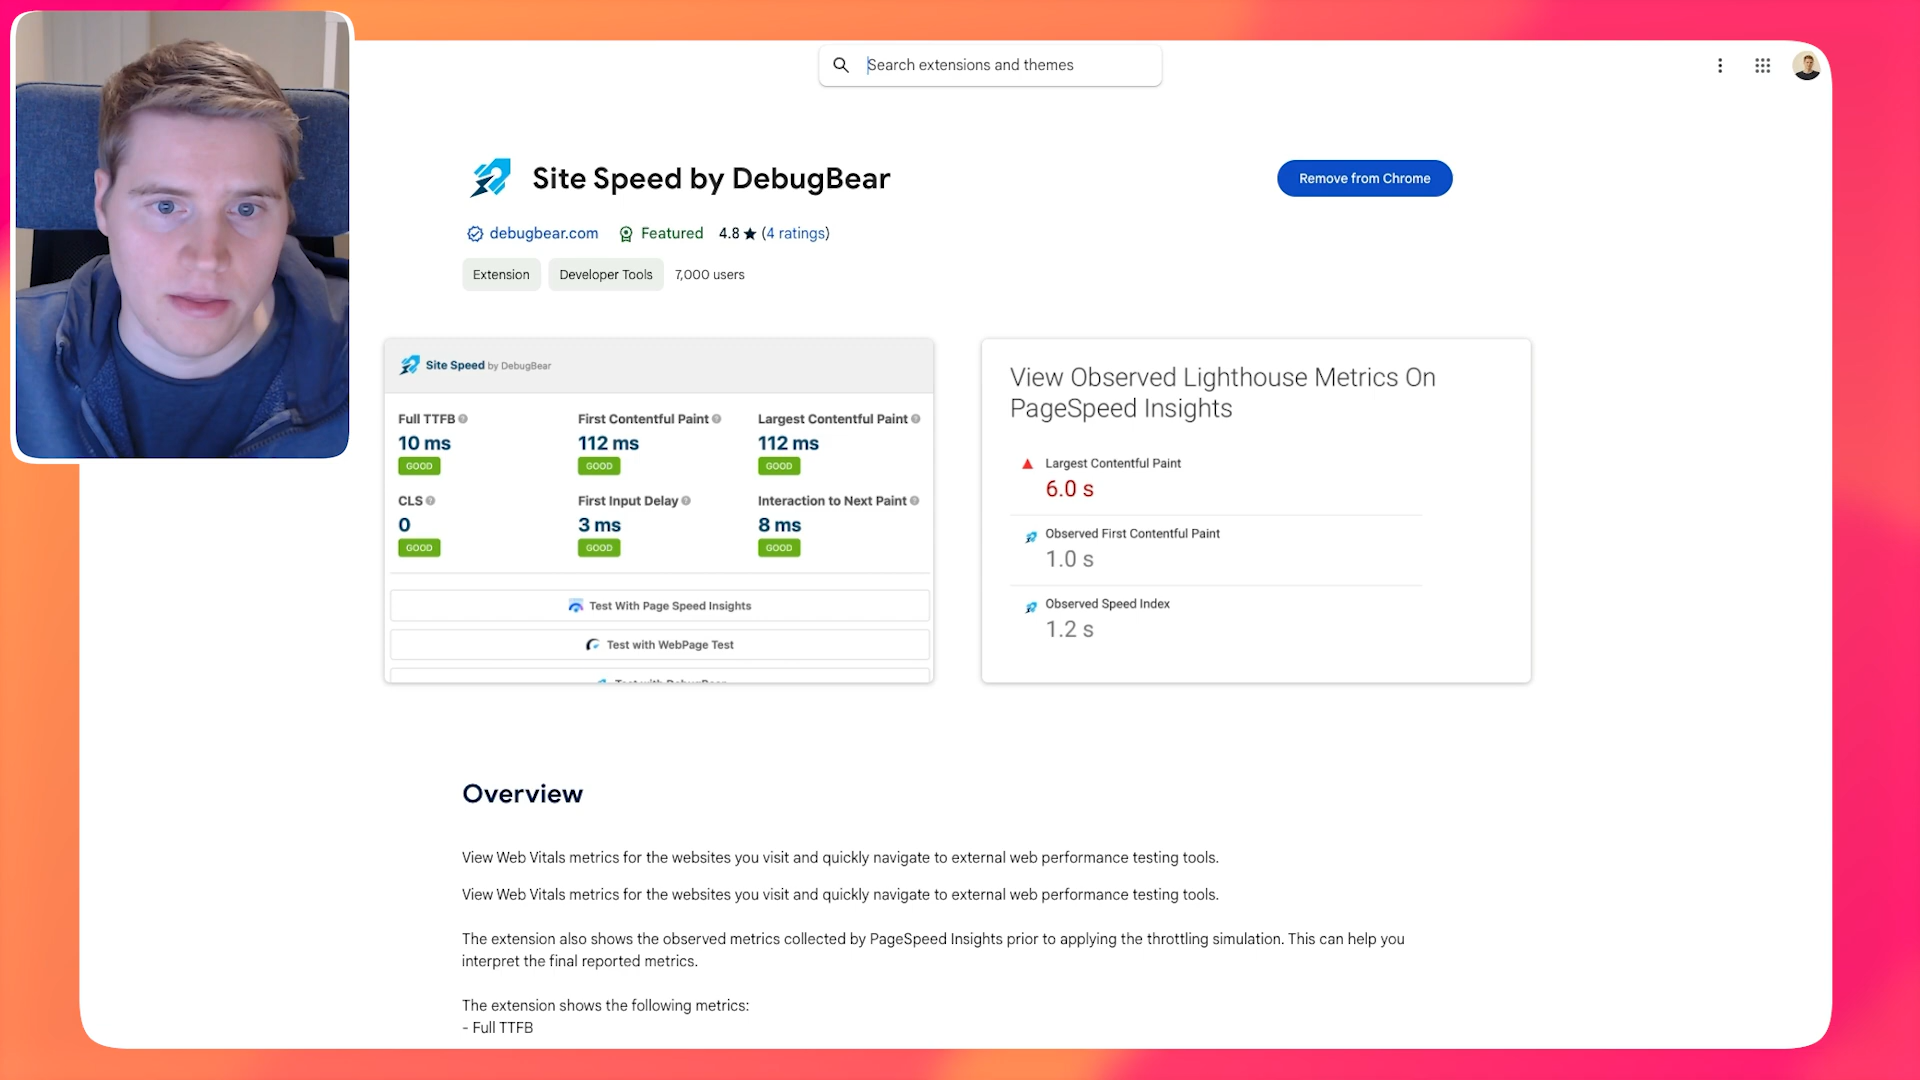 Search extensions and themes
Site Speed by DebugBear
Remove from Chrome
debugbear.com Featured 4.8 ★ (4 ratings)
Extension Developer Tools 7,000 users
Site Speed by DebugBear
Full TTFB First Contentful Paint Largest Contentful Paint
10 ms 112 ms 112 ms
GOOD GOOD GOOD
CLS First Input Delay Interaction to Next Paint
0 3 ms 8 ms
GOOD GOOD GOOD
Test With Page Speed Insights
Test with WebPage Test
Test with DebugBear
View Observed Lighthouse Metrics On
PageSpeed Insights
Largest Contentful Paint
6.0 s
Observed First Contentful Paint
1.0 s
Observed Speed Index
1.2 s
Overview
View Web Vitals metrics for the websites you visit and quickly navigate to external web performance testing tools.
View Web Vitals metrics for the websites you visit and quickly navigate to external web performance testing tools.
The extension also shows the observed metrics collected by PageSpeed Insights prior to applying the throttling simulation. This can help you
interpret the final reported metrics.
The extension shows the following metrics:
- Full TTFB